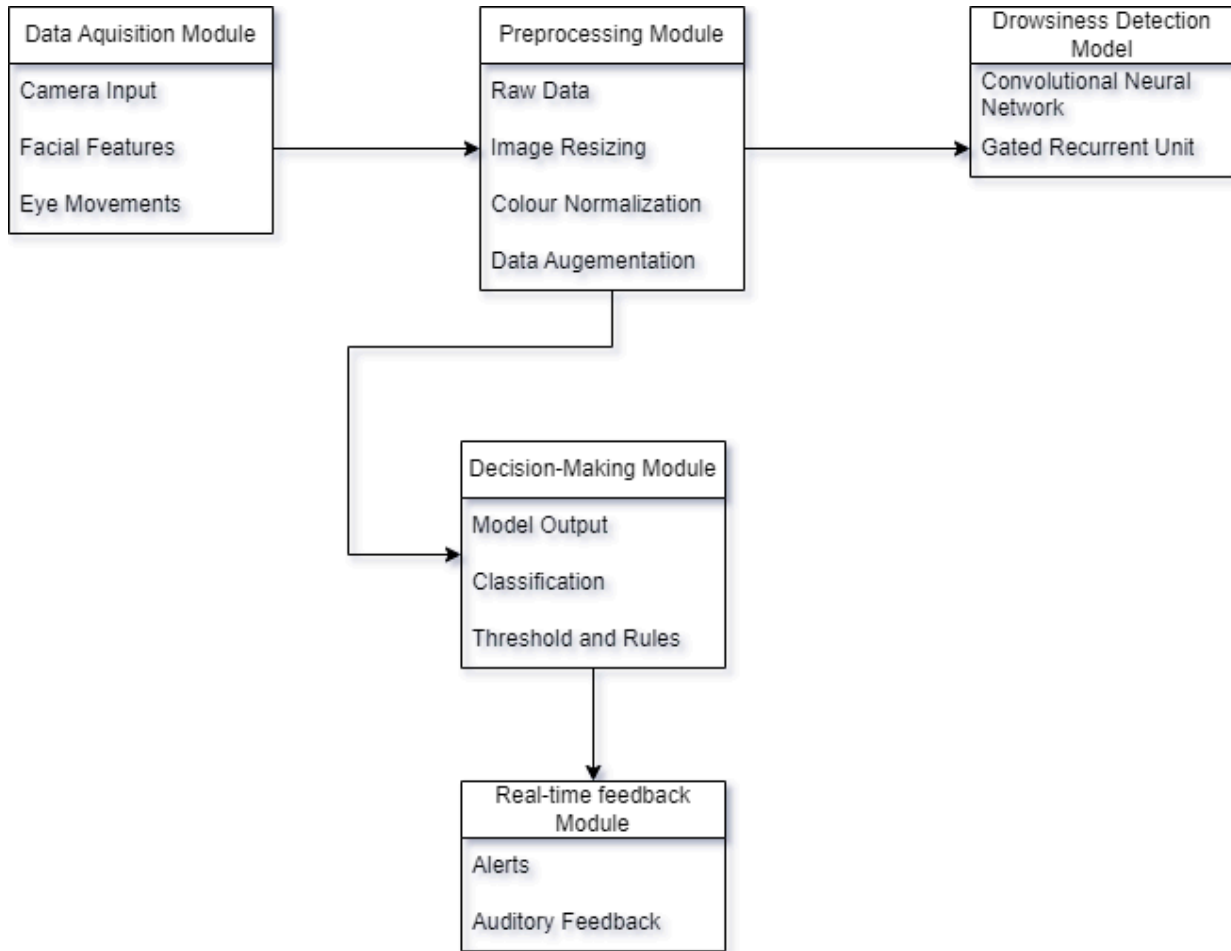 Data Aquisition Module
Camera Input
Facial Features
Eye Movements
Preprocessing Module
Raw Data
Image Resizing
Colour Normalization
Data Augementation
Drowsiness Detection
Model
Convolutional Neural
Network
Gated Recurrent Unit
Decision-Making Module
Model Output
Classification
Threshold and Rules
Real-time feedback
Module
Alerts
Auditory Feedback